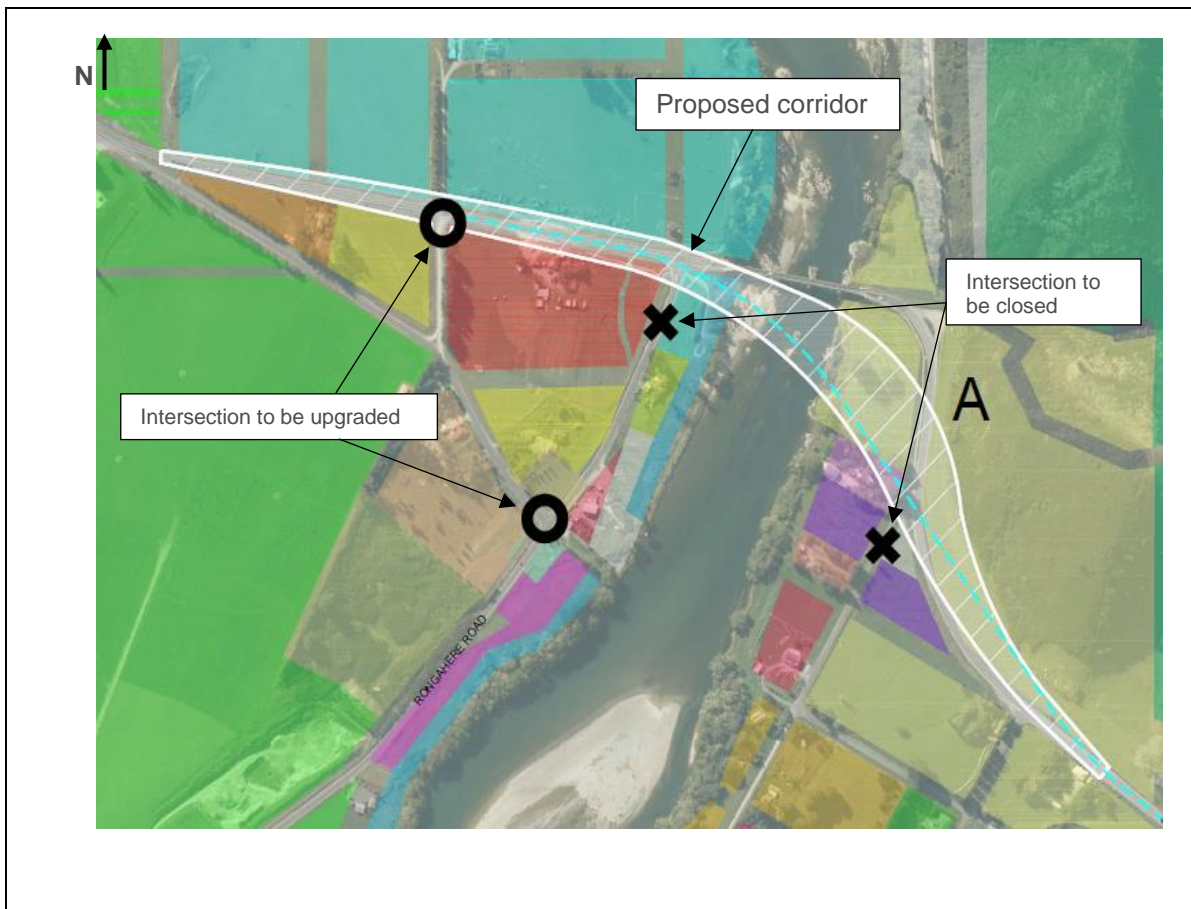 N
Proposed corridor
Intersection to
be closed
A
Intersection to be upgraded
RONGAHERE ROAD